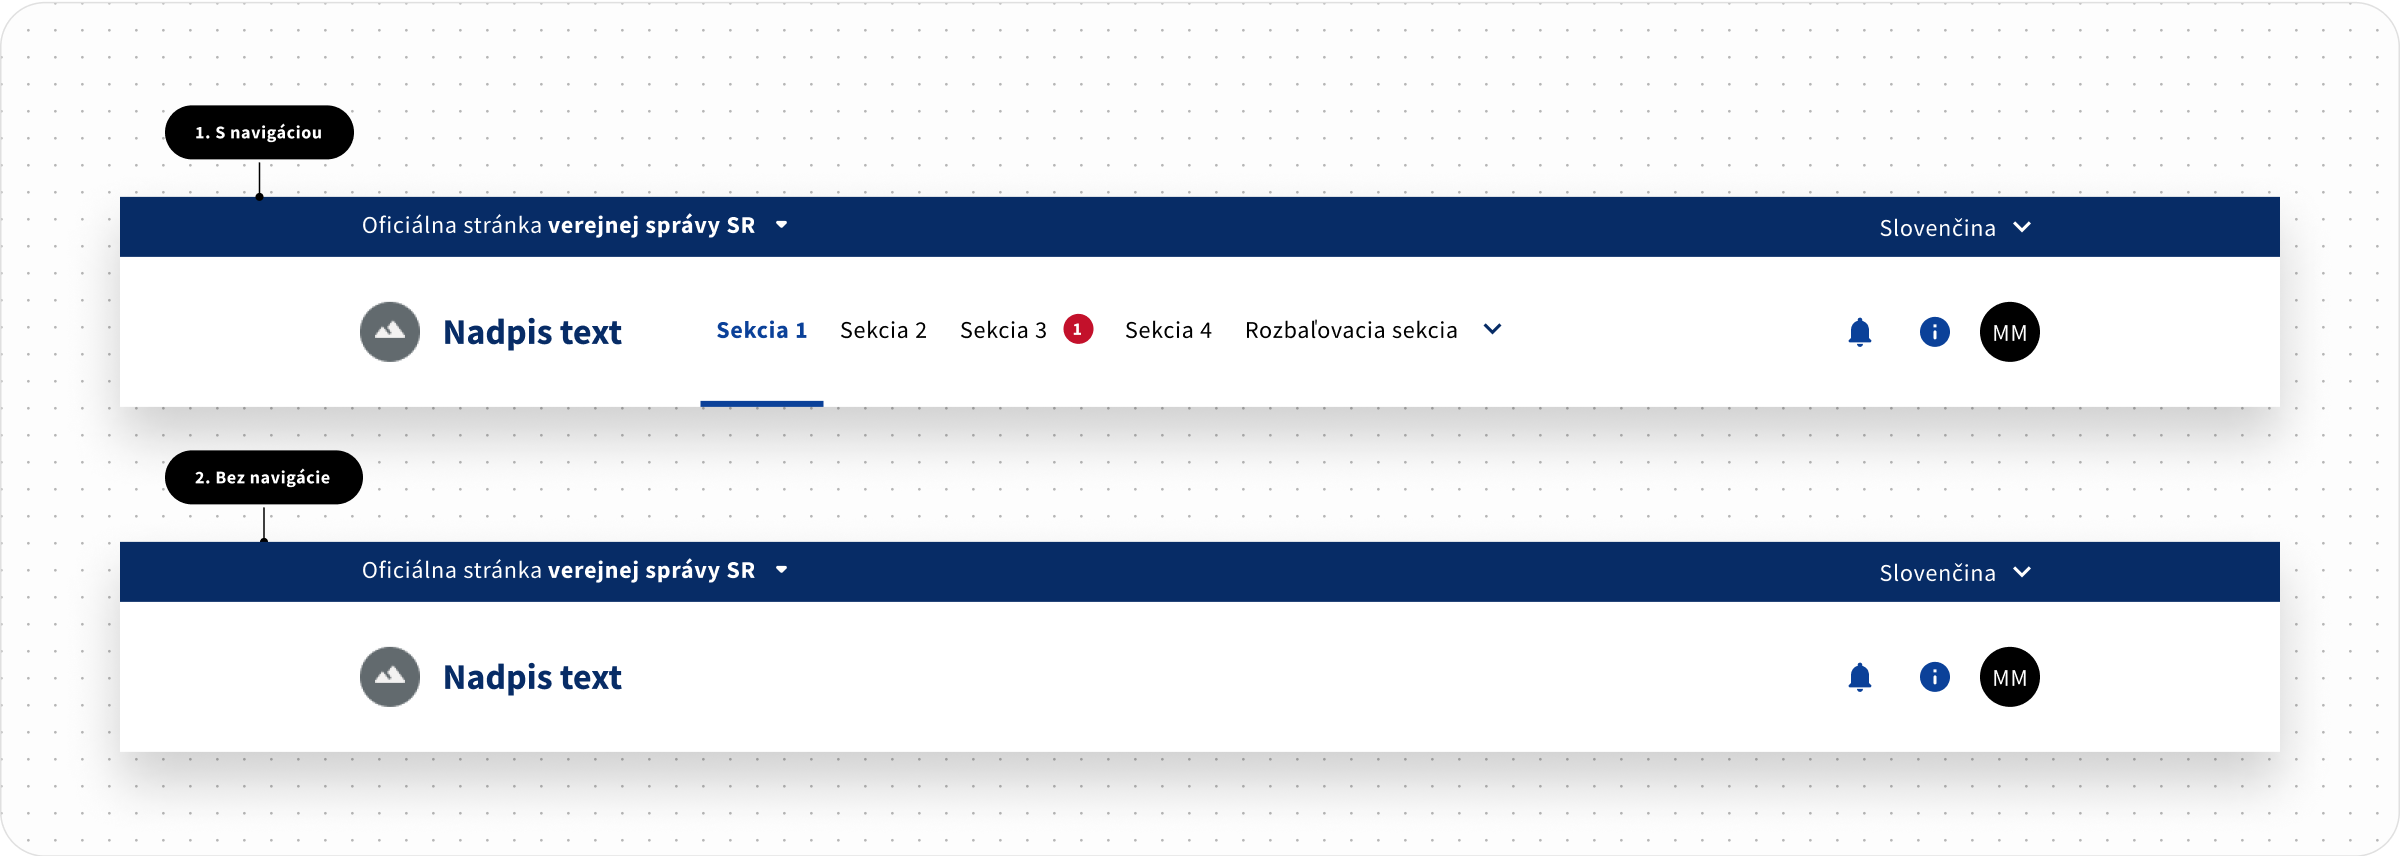 1. S navigáciou
Oficiálna stránka verejnej správy SR Slovenčina
Nadpis text Sekcia 1 Sekcia 2 Sekcia 3 1 Sekcia 4 Rozbaľovacia sekcia MM
2. Bez navigácie
Oficiálna stránka verejnej správy SR Slovenčina
Nadpis text MM